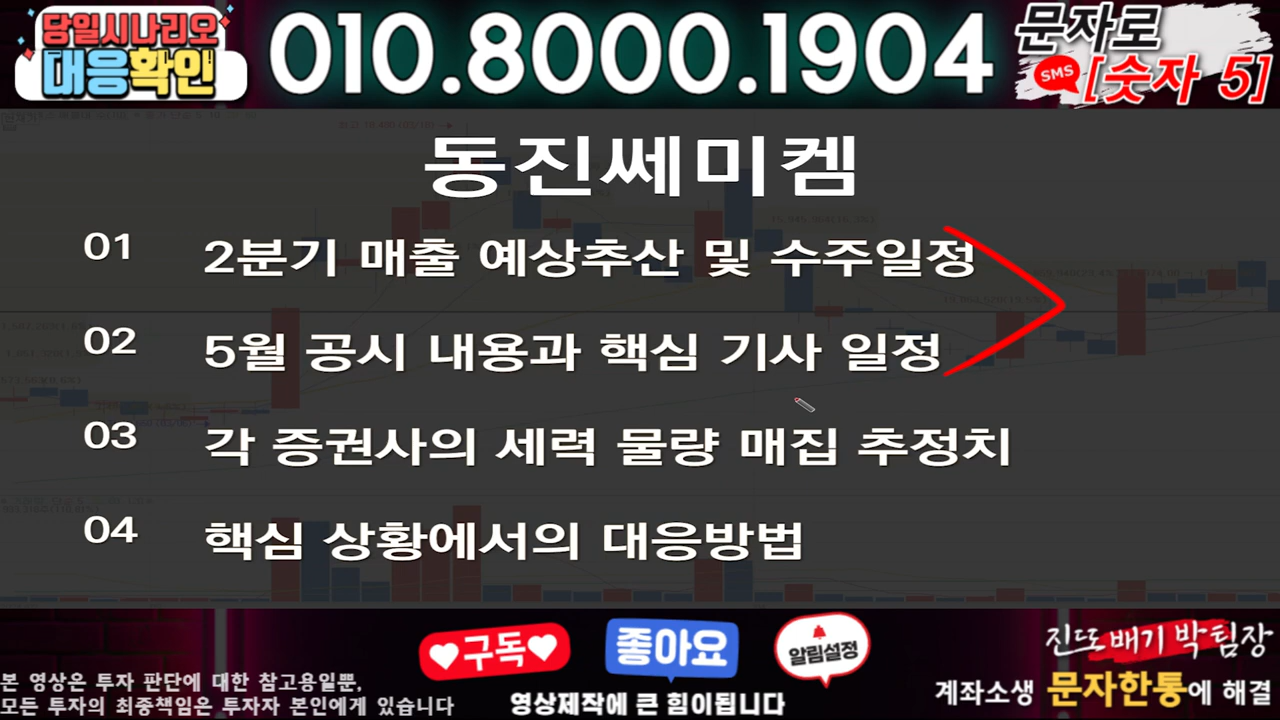 당일시나리오
대응확인
010.8000.1904
문자로
SMS
[숫자 5]
동진쎄미켐
01 2분기 매출 예상추산 및 수주일정
02 5월 공시 내용과 핵심 기사 일정
03 각 증권사의 세력 물량 매집 추정치
04 핵심 상황에서의 대응방법
구독
좋아요
알림설정
진또배기 박팀장
본 영상은 투자 판단에 대한 참고용일뿐,
모든 투자의 최종책임은 투자자 본인에게 있습니다
영상제작에 큰 힘이됩니다
계좌소생 문자한통에 해결